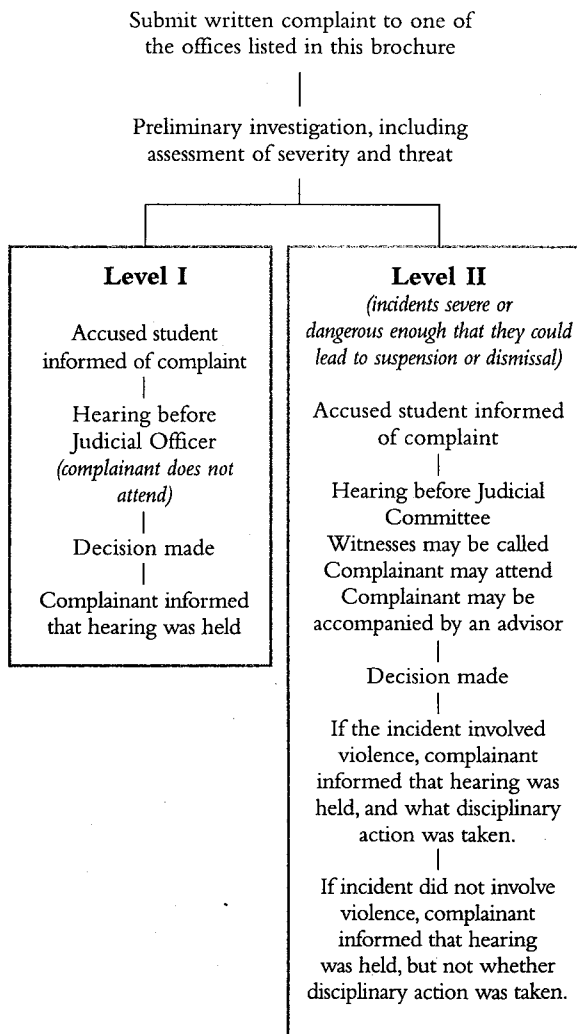 Submit written complaint to one of
the offices listed in this brochure
Preliminary investigation, including
assessment of severity and threat
Level I
Accused student
informed of complaint
Hearing before
Judicial Officer
(complainant does not
attend)
Decision made
Complainant informed
that hearing was held
Level II
(incidents severe or
dangerous enough that they could
lead to suspension or dismissal)
Accused student informed
of complaint
Hearing before Judicial
Committee
Witnesses may be called
Complainant may attend
Complainant may be
accompanied by an advisor
Decision made
If the incident involved
violence, complainant
informed that hearing was
held, and what disciplinary
action was taken.
If incident did not involve
violence, complainant
informed that hearing
was held, but not whether
disciplinary action was taken.